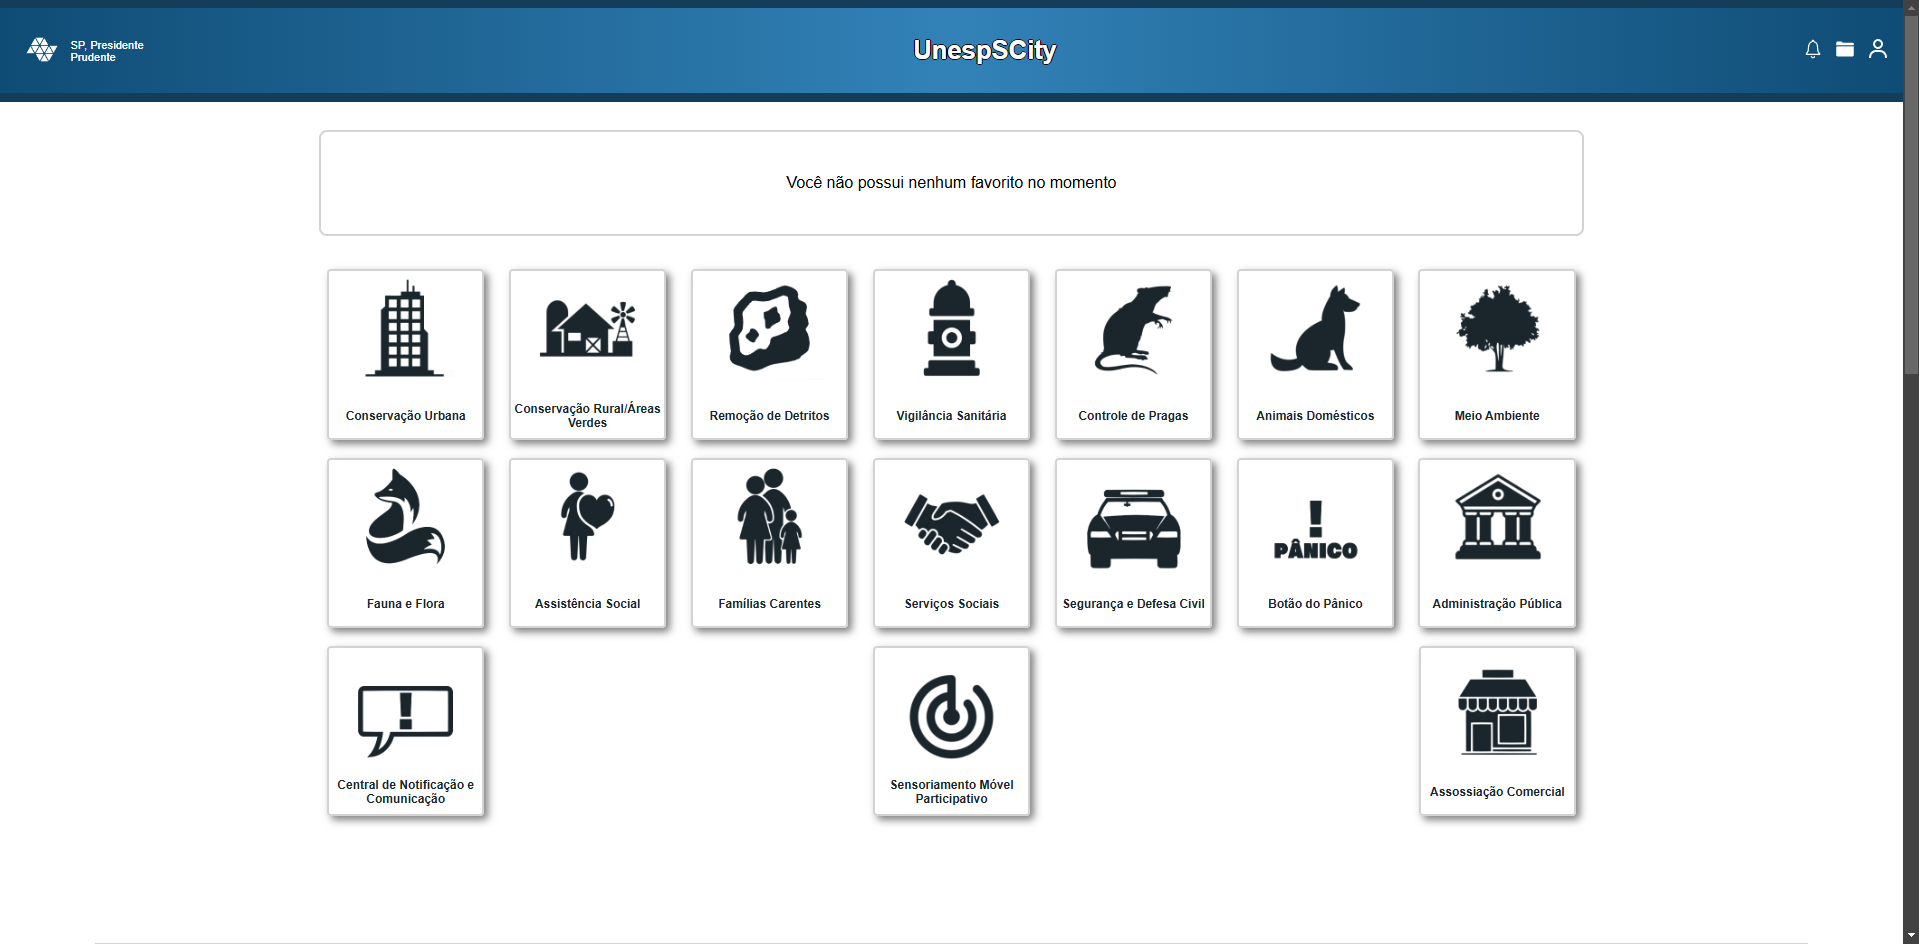 SP, Presidente
Prudente
UnespSCity
Você não possui nenhum favorito no momento
Conservação Urbana
Conservação Rural/Áreas
Verdes
Remoção de Detritos
Vigilância Sanitária
Controle de Pragas
Animais Domésticos
Meio Ambiente
Fauna e Flora
Assistência Social
Famílias Carentes
Serviços Sociais
Segurança e Defesa Civil
! PÂNICO
Botão do Pânico
Administração Pública
!
Central de Notificação e
Comunicação
Sensoriamento Móvel
Participativo
Assossiação Comercial